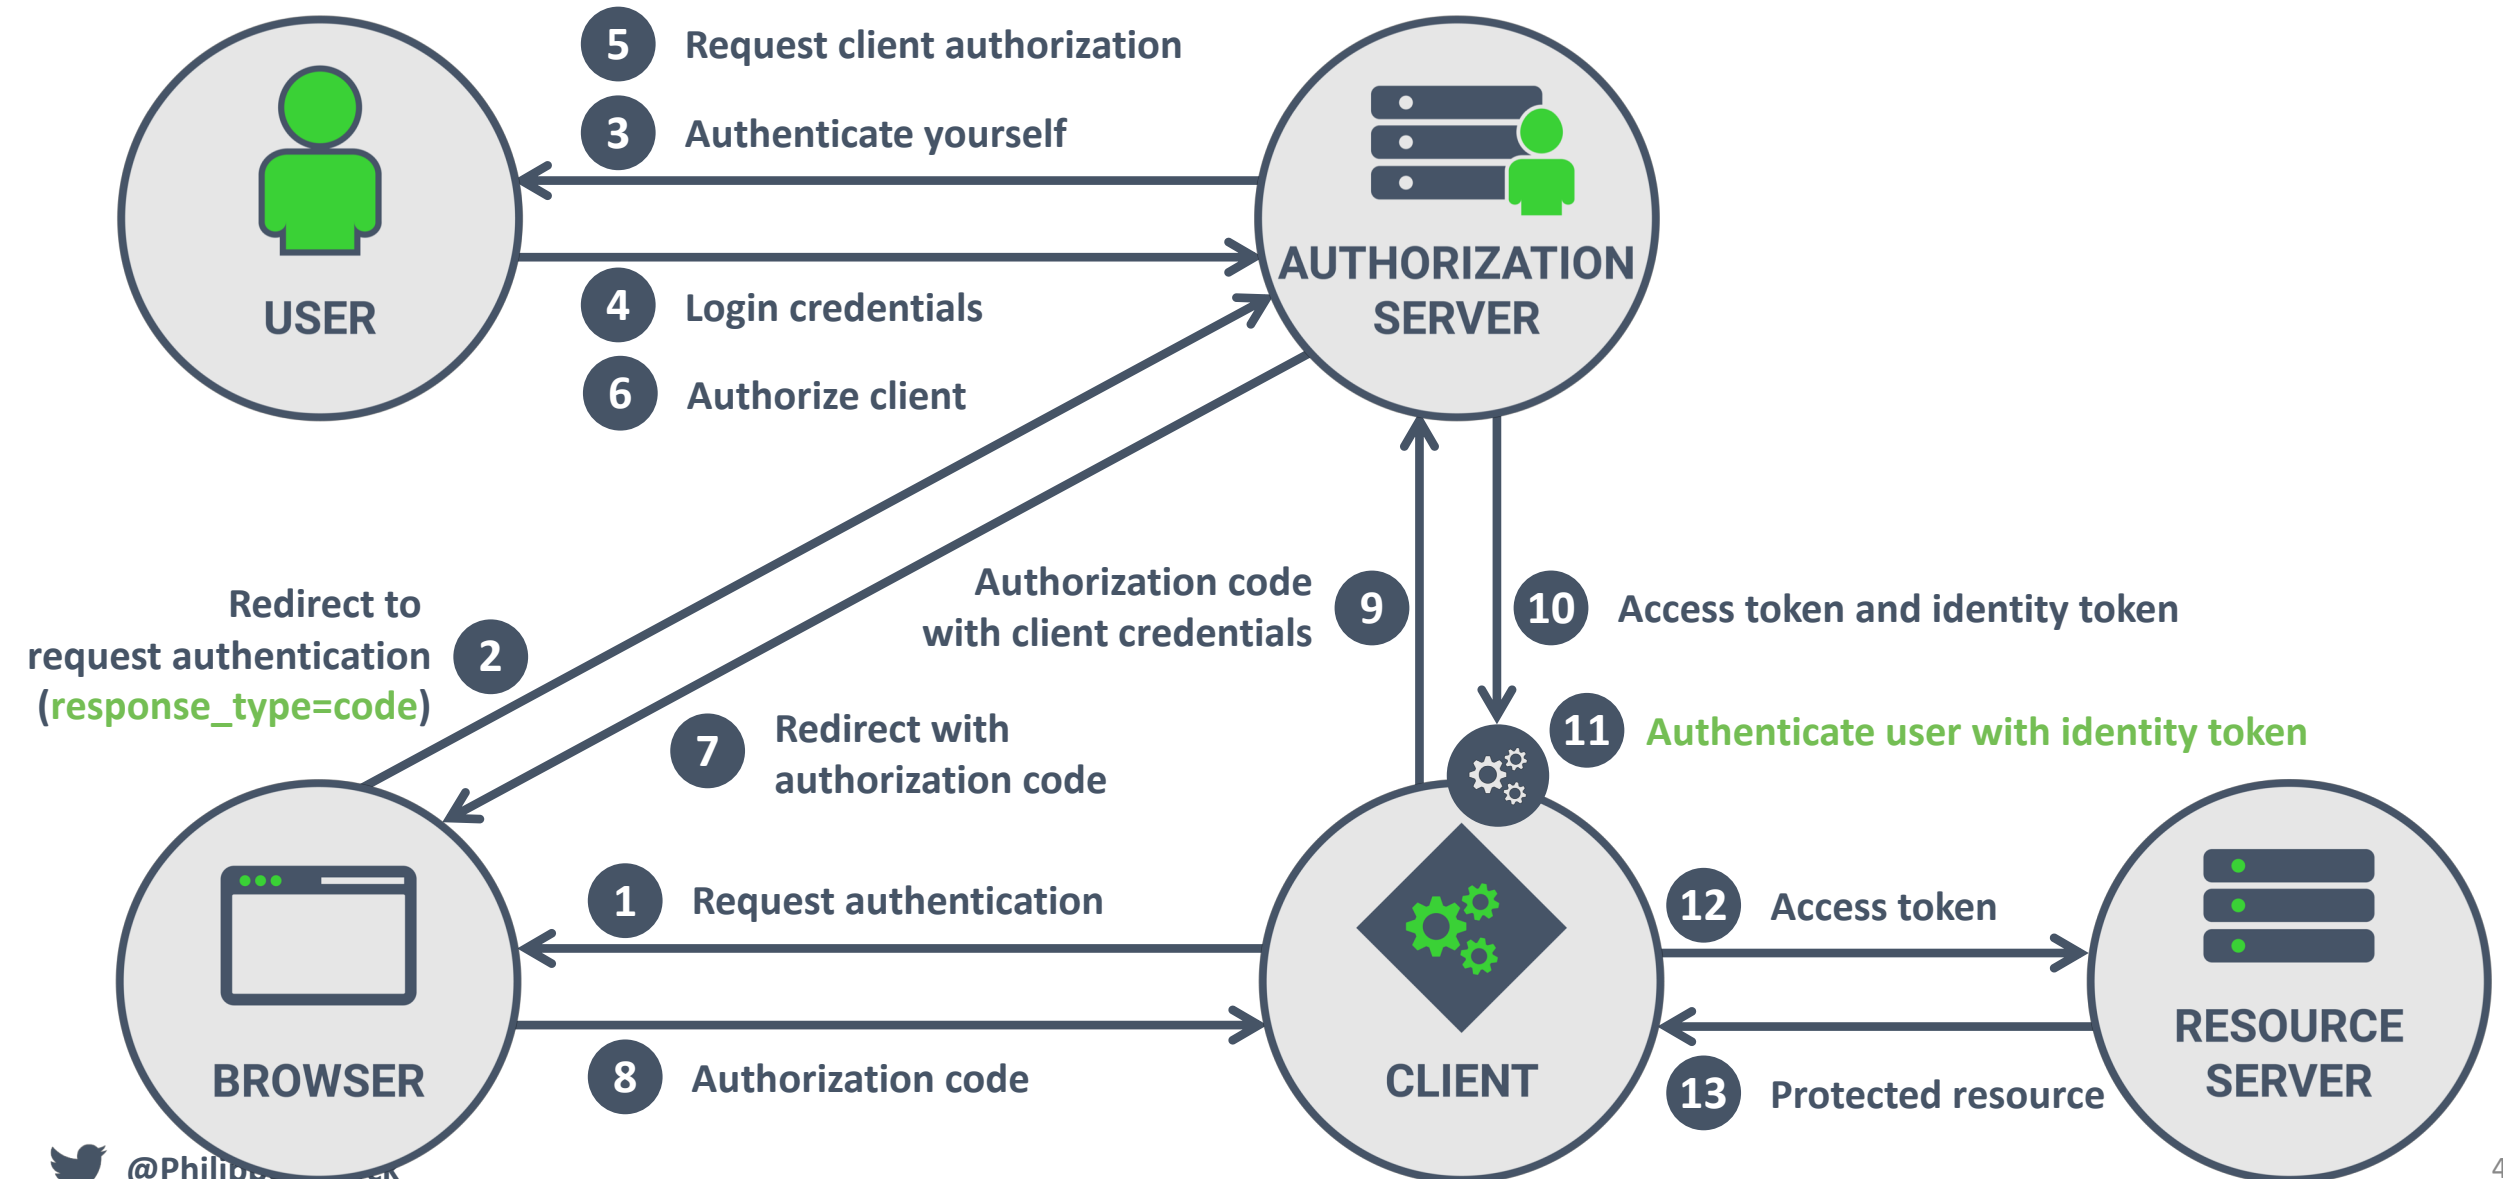 5 Request client authorization
3 Authenticate yourself
USER
AUTHORIZATION
SERVER
4 Login credentials
6 Authorize client
Redirect to
request authentication
(response_type=code)
2
Authorization code
with client credentials
9
10 Access token and identity token
7
Redirect with
authorization code
11 Authenticate user with identity token
1 Request authentication
12 Access token
BROWSER
8 Authorization code
CLIENT
RESOURCE
SERVER
13 Protected resource
4